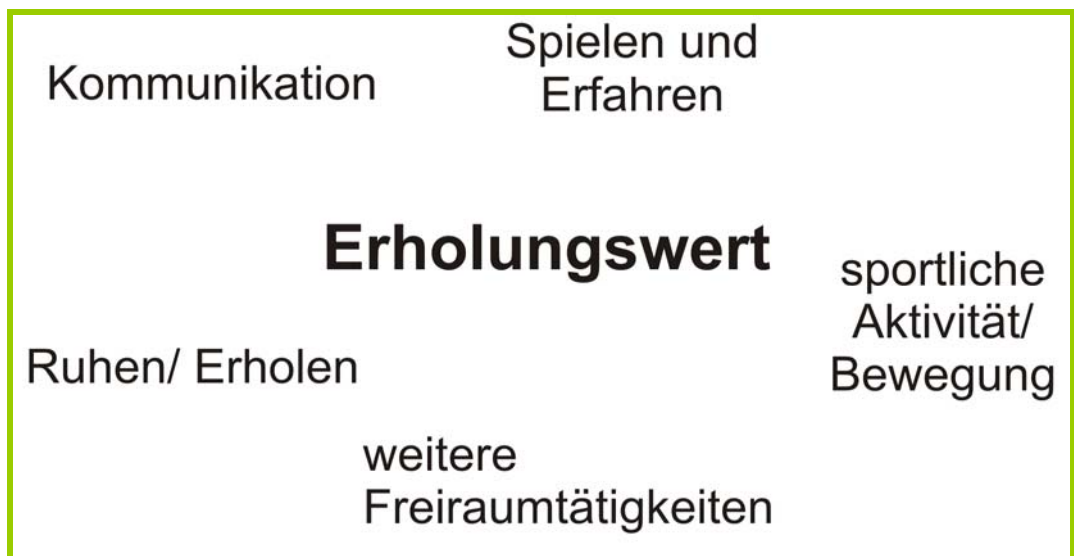 Kommunikation
Spielen und
Erfahren
Erholungswert
sportliche
Aktivität/
Bewegung
Ruhen/ Erholen
weitere
Freiraumtätigkeiten